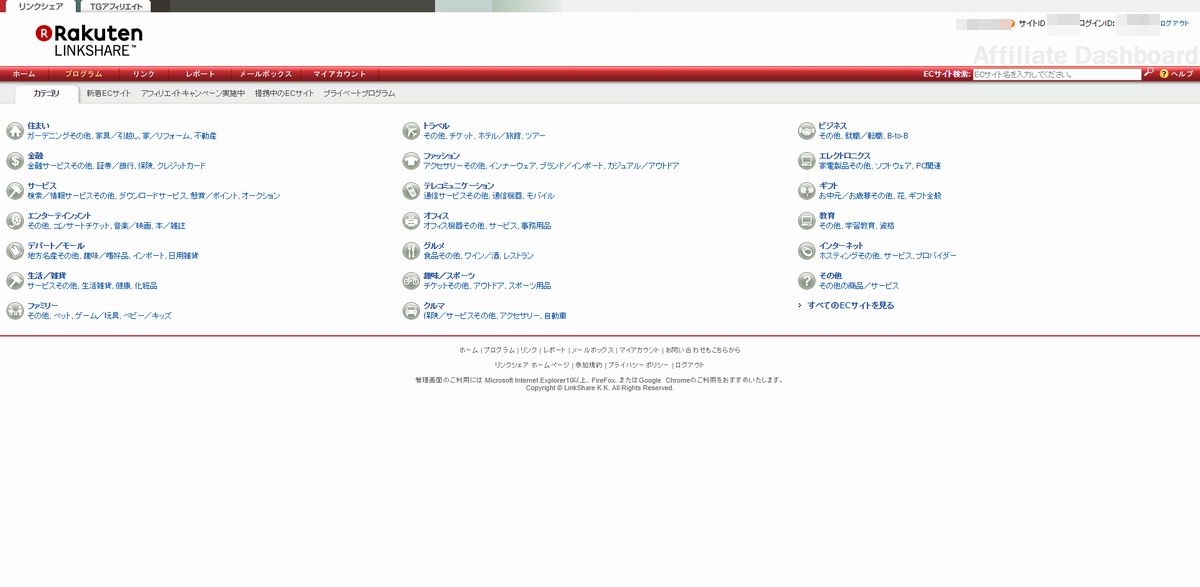 リンクシェア TGアフィリエイト
Rakuten
LINKSHARE™
サイトID ログインID: ログアウト
Affiliate Dashboard
ホーム プログラム リンク レポート メールボックス マイアカウント ECサイト検索: ECサイト名を入力してください。 ヘルプ
カテゴリ 新着ECサイト アフィリエイトキャンペーン実施中 提携中のECサイト プライベートプログラム
住まい
ガーデニングその他, 家具／引越し, 家／リフォーム, 不動産
金融
金融サービスその他, 証券／銀行, 保険, クレジットカード
サービス
検索／情報サービスその他, ダウンロードサービス, 懸賞／ポイント, オークション
エンターテインメント
その他, コンサートチケット, 音楽／映画, 本／雑誌
デパート／モール
地方名産その他, 趣味／嗜好品, インポート, 日用雑貨
生活／雑貨
サービスその他, 生活雑貨, 健康, 化粧品
ファミリー
その他, ペット, ゲーム／玩具, ベビー／キッズ
トラベル
その他, チケット, ホテル／旅館, ツアー
ファッション
アクセサリーその他, インナーウェア, ブランド／インポート, カジュアル／アウトドア
テレコミュニケーション
通信サービスその他, 通信機器, モバイル
オフィス
オフィス機器その他, サービス, 事務用品
グルメ
食品その他, ワイン／酒, レストラン
趣味／スポーツ
チケットその他, アウトドア, スポーツ用品
クルマ
保険／サービスその他, アクセサリー, 自動車
ビジネス
その他, 就職／転職, B-to-B
エレクトロニクス
家電製品その他, ソフトウェア, PC関連
ギフト
お中元／お歳暮その他, 花, ギフト全般
教育
その他, 学習教育, 資格
インターネット
ホスティングその他, サービス, プロバイダー
その他
その他の商品／サービス
› すべてのECサイトを見る
ホーム | プログラム | リンク | レポート | メールボックス | マイアカウント | お問い合わせもこちらから
リンクシェア ホームページ | 参加規約 | プライバシーポリシー | ログアウト
管理画面のご利用には Microsoft Internet Explorer10以上、FireFox、またはGoogle Chromeのご利用をおすすめいたします。
Copyright © LinkShare K.K. All Rights Reserved.